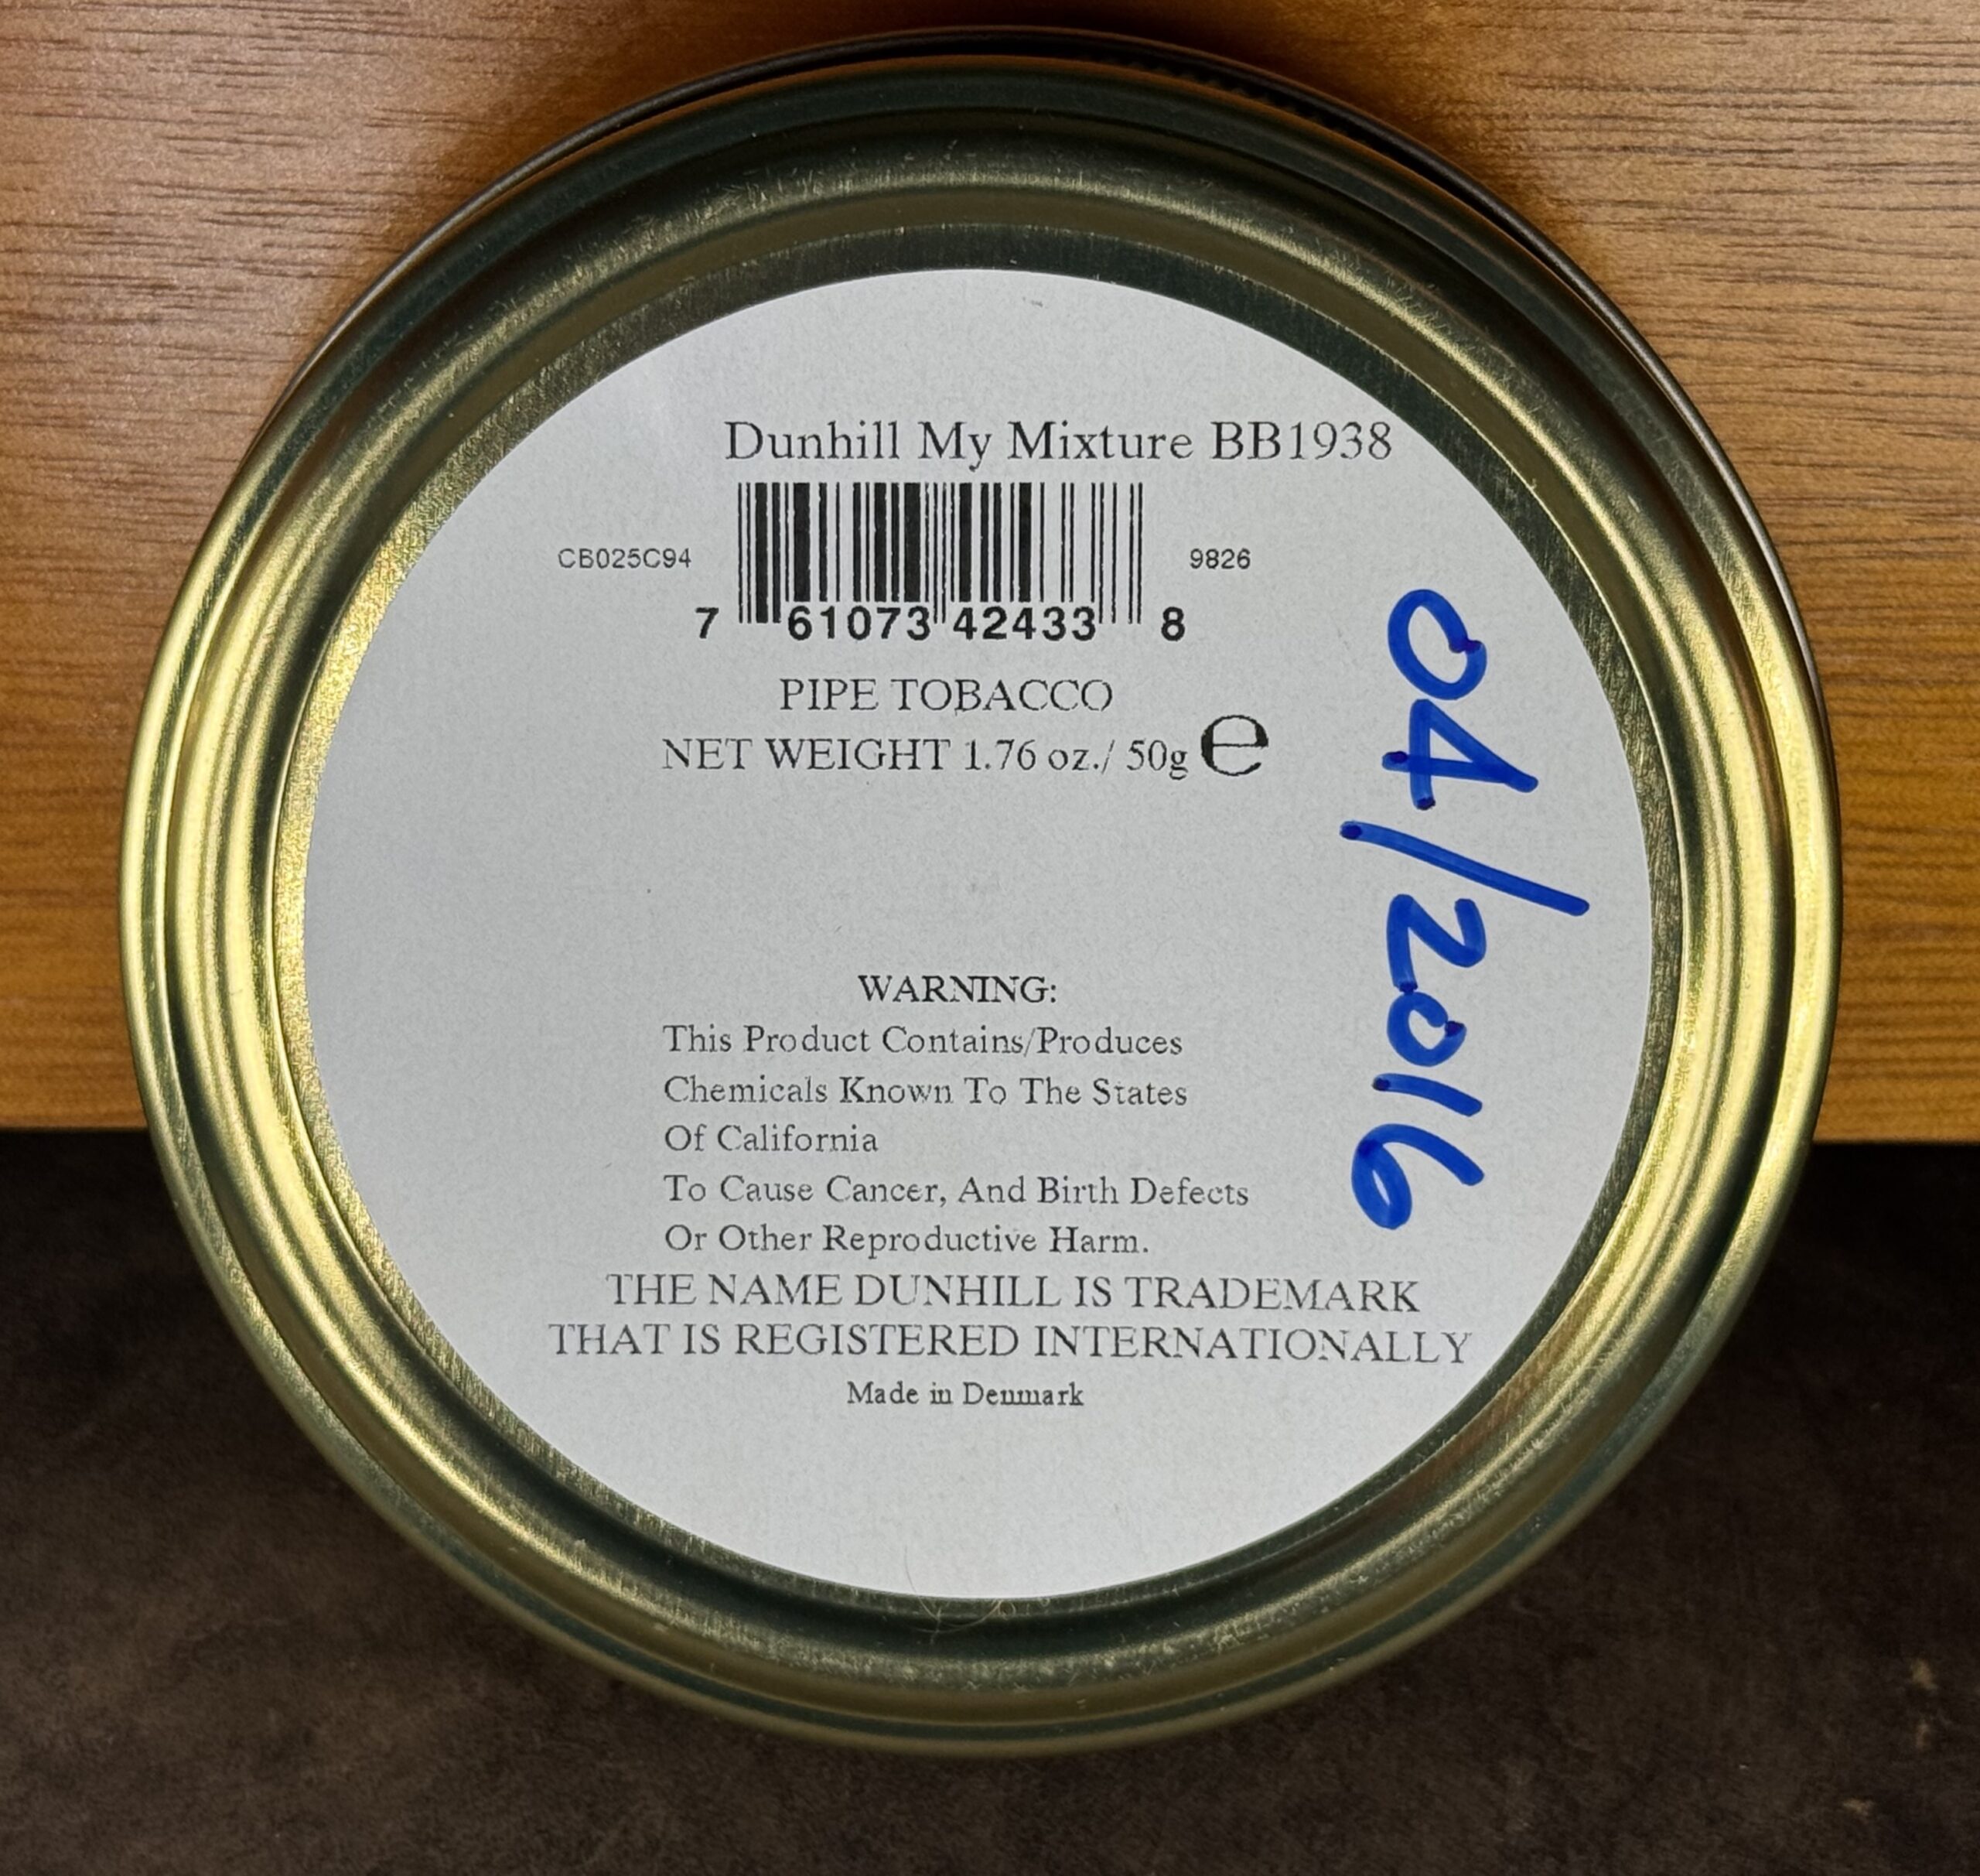 Dunhill My Mixture BB1938
CB025C94
9826
7 61073 42433 8
PIPE TOBACCO
NET WEIGHT 1.76 oz./ 50g e
04/2016
WARNING:
This Product Contains/Produces
Chemicals Known To The States
Of California
To Cause Cancer, And Birth Defects
Or Other Reproductive Harm.
THE NAME DUNHILL IS TRADEMARK
THAT IS REGISTERED INTERNATIONALLY
Made in Denmark